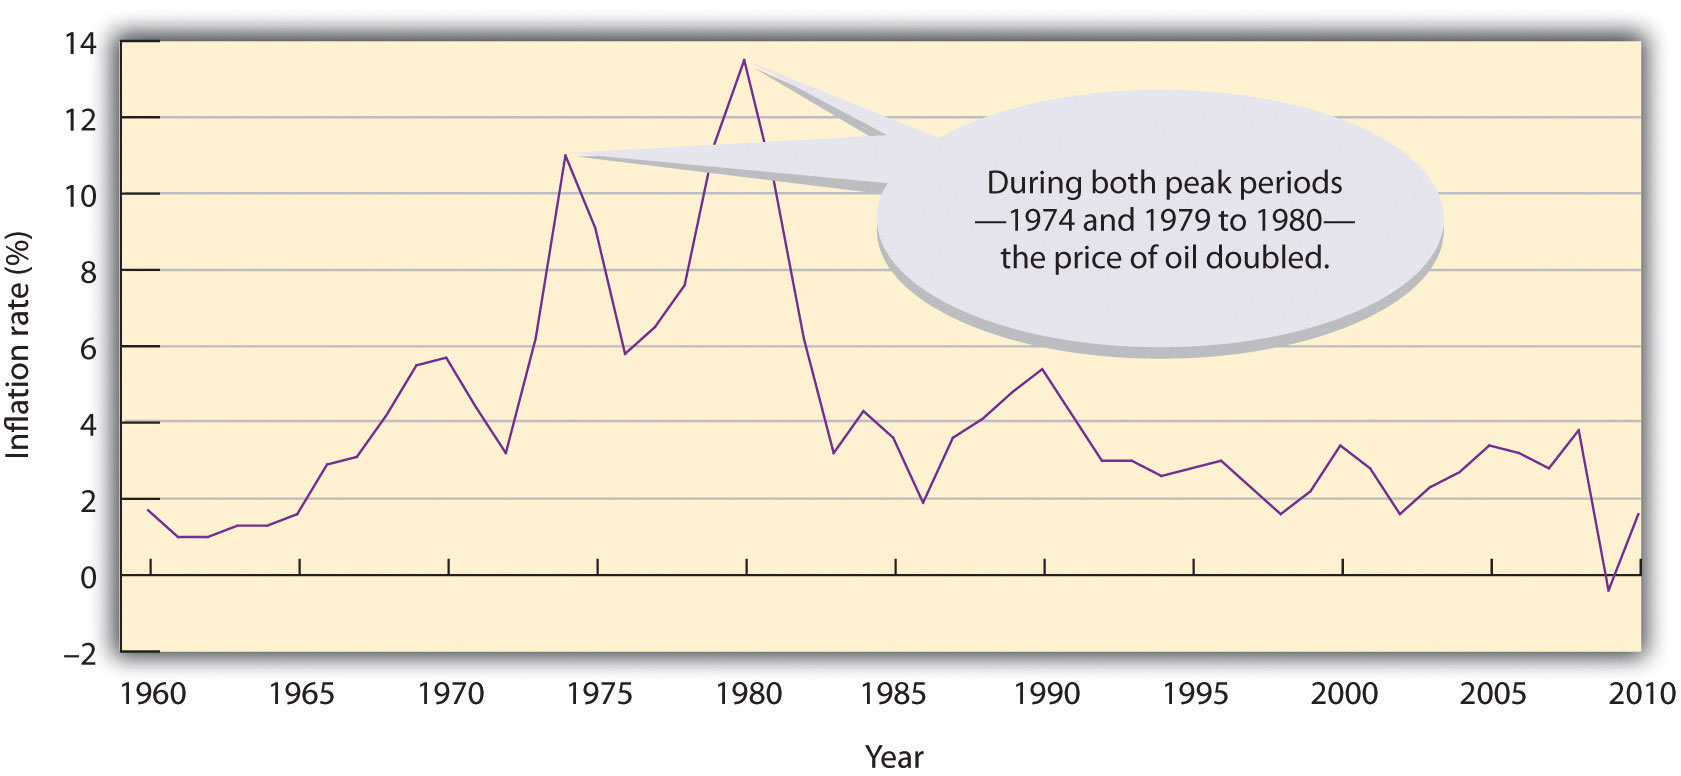 14
12
10
8
6
4
2
0
–2
Inflation rate (%)
During both peak periods
—1974 and 1979 to 1980—
the price of oil doubled.
1960 1965 1970 1975 1980 1985 1990 1995 2000 2005 2010
Year